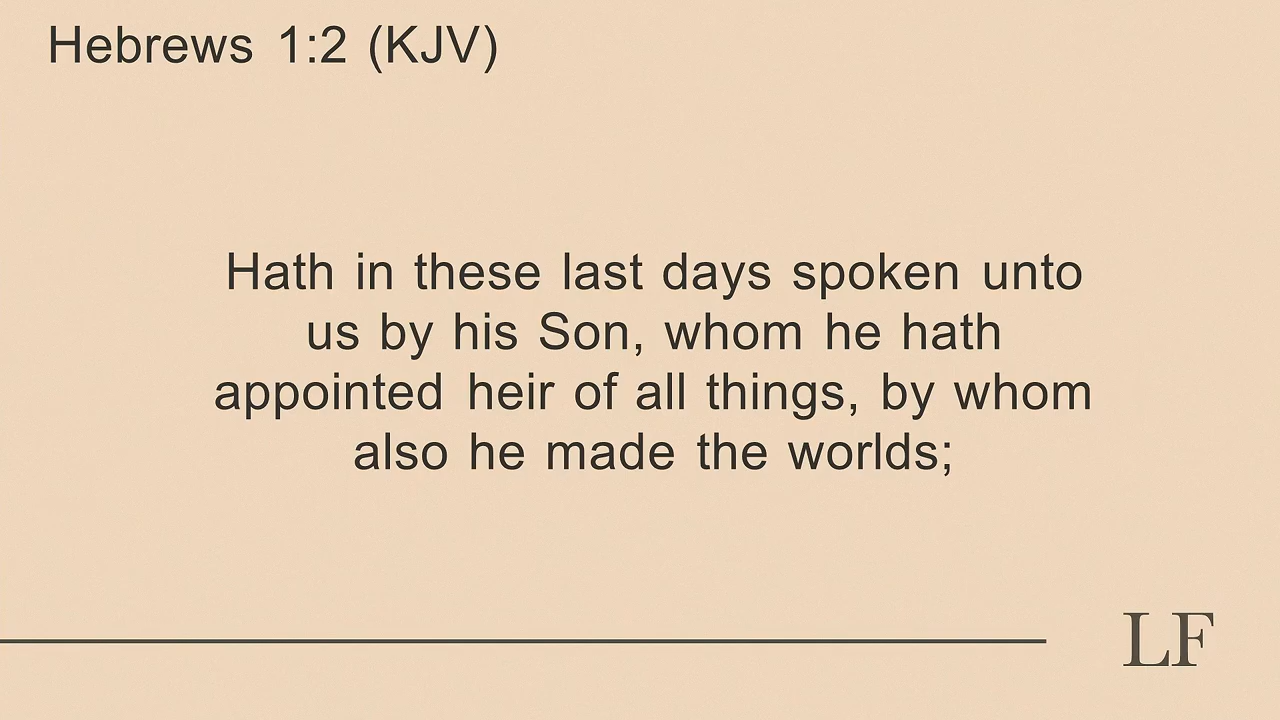 Hebrews 1:2 (KJV)
Hath in these last days spoken unto
us by his Son, whom he hath
appointed heir of all things, by whom
also he made the worlds;
LF